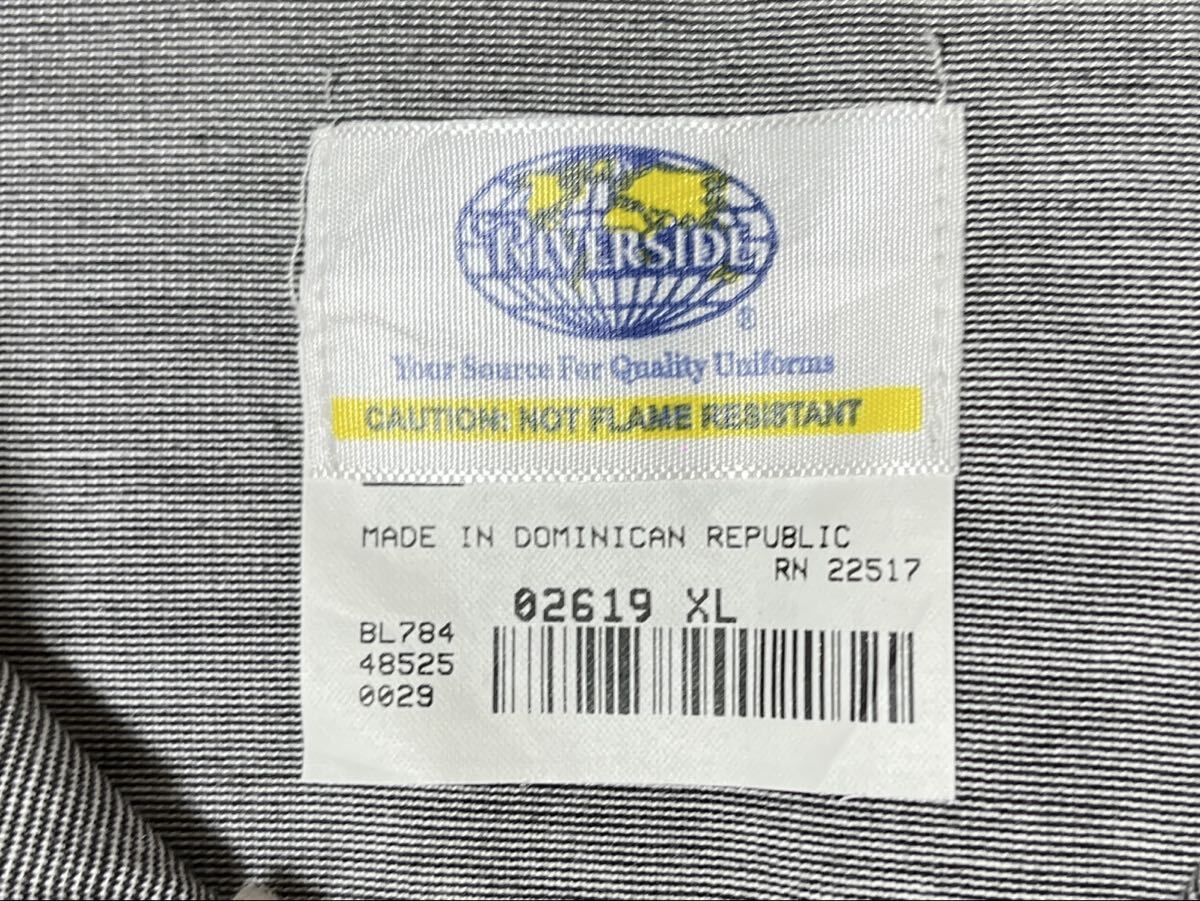 RIVERSIDE
®
Your Source For Quality Uniforms
CAUTION: NOT FLAME RESISTANT
MADE IN DOMINICAN REPUBLIC
RN 22517
02619 XL
BL784
48525
0029